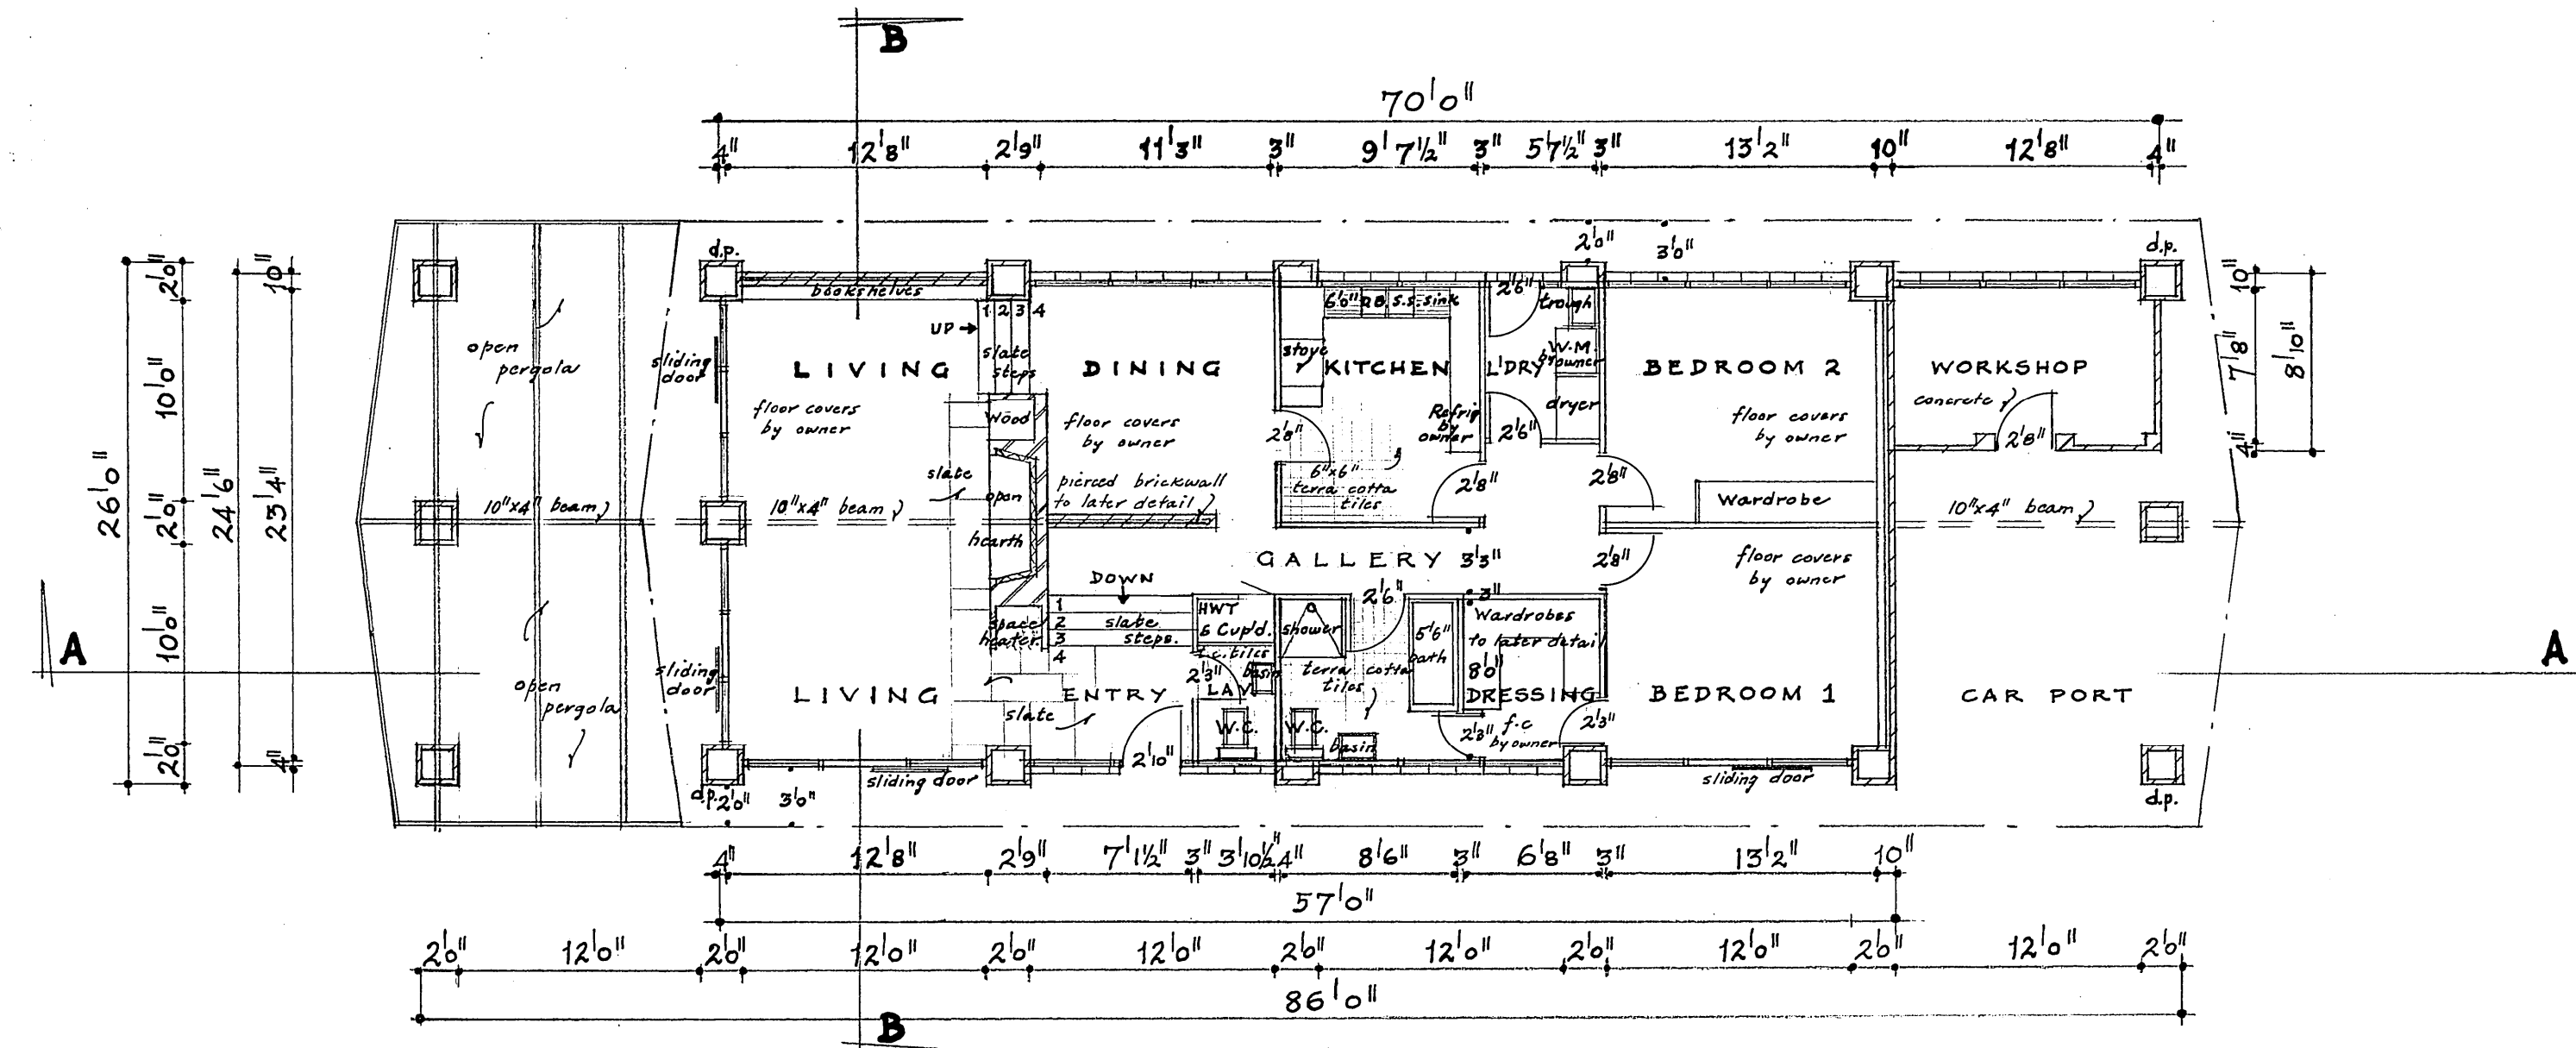 B
70'0"
4" 12'8" 2'9" 11'3" 3" 9'7½" 3" 5'7½" 3" 13'2" 10" 12'8" 4"
2'0" 3'0"
d.p. d.p.
bookshelves
2'0" 10" 10" 
6'0" DB S.S. sink 2'6" trough
1 2 3 4
UP
open pergola
sliding door
slate steps
stove
W.M. by owner
LIVING DINING KITCHEN L'DRY BEDROOM 2 WORKSHOP
7'8" 8'10"
concrete
10'0"
floor covers by owner
wood
floor covers by owner
Refrig by owner
dryer
floor covers by owner
2'8" 2'6" 2'8" 4"
26'0" 24'6" 23'4"
slate
open hearth
pierced brickwall to later detail
6"x6" terra cotta tiles
2'8" 2'8"
Wardrobe
2'0"
10"x4" beam 10"x4" beam 10"x4" beam
GALLERY 3'3" 2'8"
floor covers by owner
DOWN
2'6" 3"
1
2
3
4
slate steps.
HWT & Cup'd.
shower
5'6" bath
Wardrobes to later detail
space heater
10'0"
A A
t.c. tiles
2'3" basin
terra cotta tiles
8'0"
open pergola
sliding door
LIVING ENTRY LAV DRESSING BEDROOM 1 CAR PORT
slate
W.C. W.C.
basin
2'3" f.c by owner 2'3"
2'0" 4"
2'10"
sliding door sliding door
d.p. 2'0" 3'0" d.p.
4" 12'8" 2'9" 7'1½" 3" 3'10½" 4" 8'6" 3" 6'8" 3" 13'2" 10"
57'0"
2'0" 12'0" 2'0" 12'0" 2'0" 12'0" 2'0" 12'0" 2'0" 12'0" 2'0" 12'0" 2'0"
86'0"
B